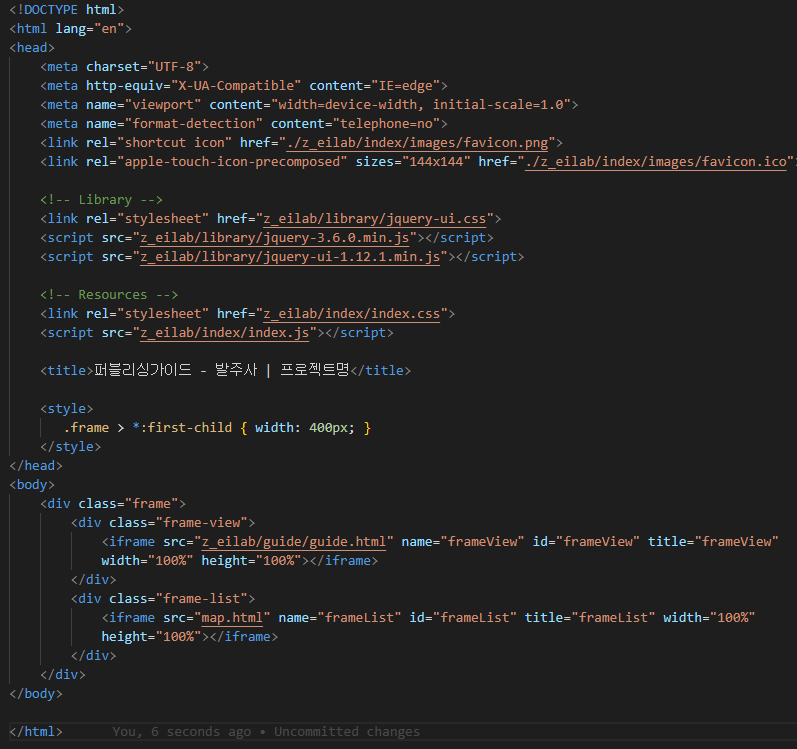 <!DOCTYPE html>
<html lang="en">
<head>
    <meta charset="UTF-8">
    <meta http-equiv="X-UA-Compatible" content="IE=edge">
    <meta name="viewport" content="width=device-width, initial-scale=1.0">
    <meta name="format-detection" content="telephone=no">
    <link rel="shortcut icon" href="./z_eilab/index/images/favicon.png">
    <link rel="apple-touch-icon-precomposed" sizes="144x144" href="./z_eilab/index/images/favicon.ico">

    <!-- Library -->
    <link rel="stylesheet" href="z_eilab/library/jquery-ui.css">
    <script src="z_eilab/library/jquery-3.6.0.min.js"></script>
    <script src="z_eilab/library/jquery-ui-1.12.1.min.js"></script>

    <!-- Resources -->
    <link rel="stylesheet" href="z_eilab/index/index.css">
    <script src="z_eilab/index/index.js"></script>

    <title>퍼블리싱가이드 - 발주사 | 프로젝트명</title>

    <style>
       .frame > *:first-child { width: 400px; }
    </style>
</head>
<body>
    <div class="frame">
        <div class="frame-view">
            <iframe src="z_eilab/guide/guide.html" name="frameView" id="frameView" title="frameView"
            width="100%" height="100%"></iframe>
        </div>
        <div class="frame-list">
            <iframe src="map.html" name="frameList" id="frameList" title="frameList" width="100%"
            height="100%"></iframe>
        </div>
    </div>
</body>

</html>      You, 6 seconds ago • Uncommitted changes